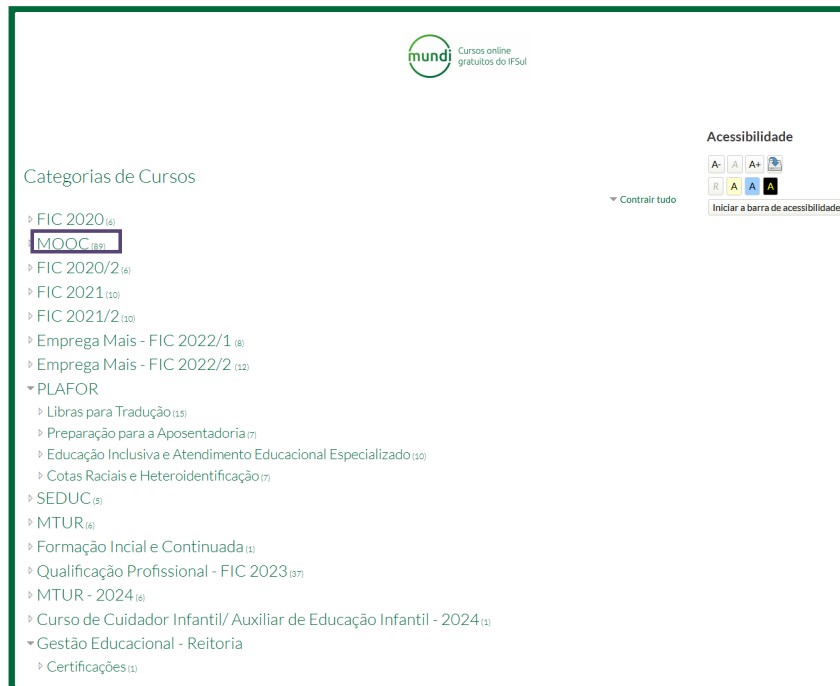 mundi
Cursos online
gratuitos do IFSul
Acessibilidade
A- A A+
R A A A
Iniciar a barra de acessibilidade
Categorias de Cursos
Contrair tudo
FIC 2020 (6)
MOOC (89)
FIC 2020/2 (6)
FIC 2021 (10)
FIC 2021/2 (10)
Emprega Mais - FIC 2022/1 (8)
Emprega Mais - FIC 2022/2 (12)
PLAFOR
Libras para Tradução (15)
Preparação para a Aposentadoria (7)
Educação Inclusiva e Atendimento Educacional Especializado (10)
Cotas Raciais e Heteroidentificação (7)
SEDUC (5)
MTUR (6)
Formação Incial e Continuada (1)
Qualificação Profissional - FIC 2023 (37)
MTUR - 2024 (6)
Curso de Cuidador Infantil/ Auxiliar de Educação Infantil - 2024 (1)
Gestão Educacional - Reitoria
Certificações (1)